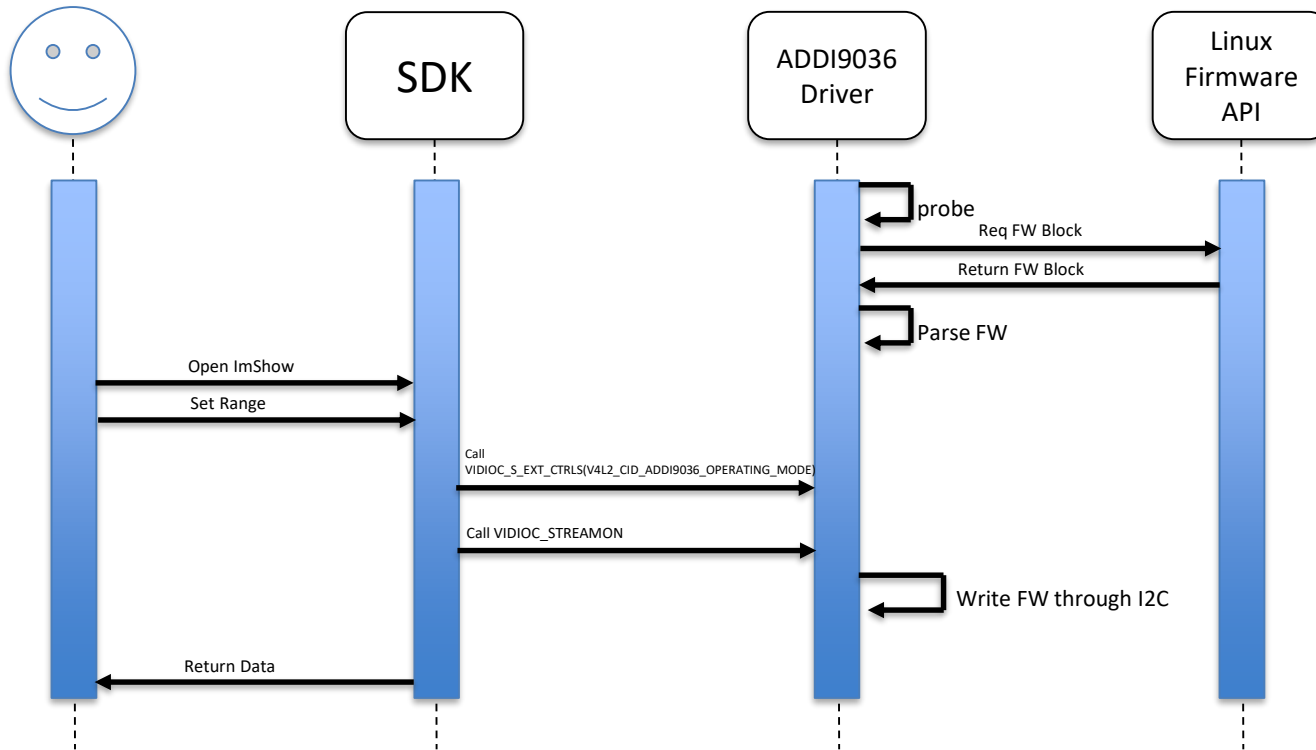 SDK
ADDI9036
Driver
Linux
Firmware
API
probe
Req FW Block
Return FW Block
Parse FW
Open ImShow
Set Range
Call
VIDIOC_S_EXT_CTRLS(V4L2_CID_ADDI9036_OPERATING_MODE)
Call VIDIOC_STREAMON
Write FW through I2C
Return Data